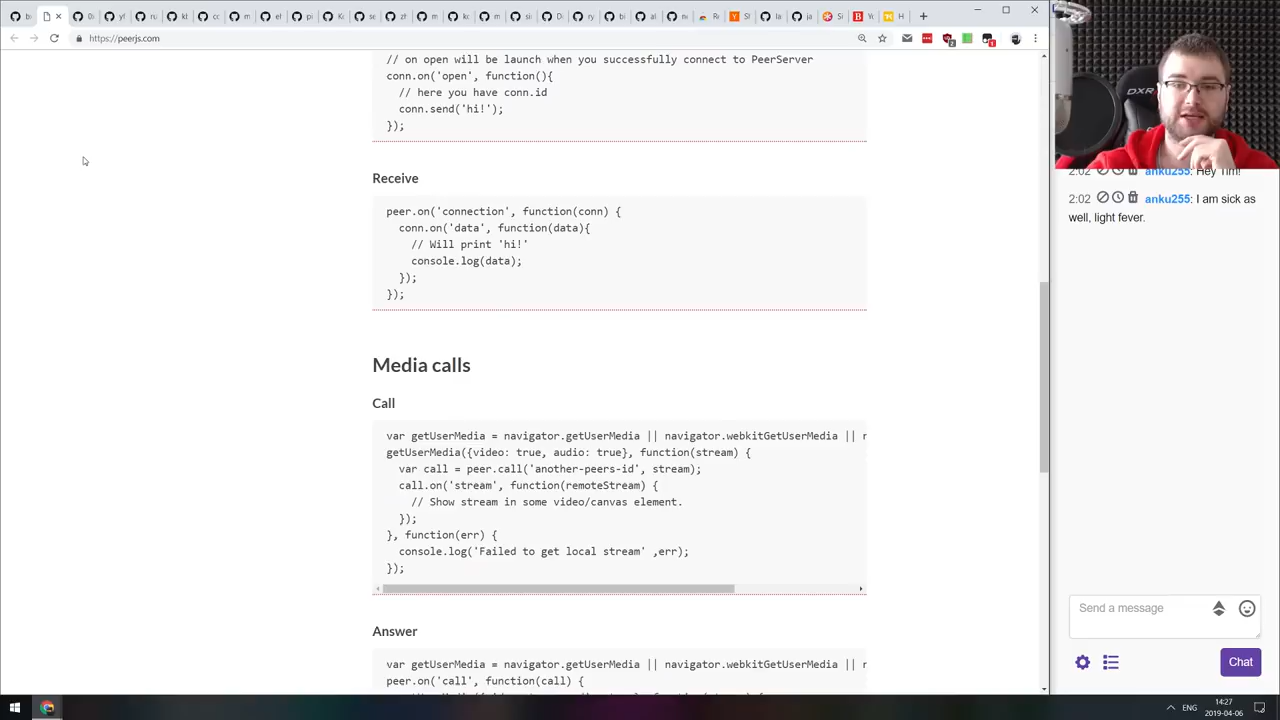 https://peerjs.com
// on open will be launch when you successfully connect to PeerServer
conn.on('open', function(){
// here you have conn.id
conn.send('hi!');
});
Receive
peer.on('connection', function(conn) {
conn.on('data', function(data){
// Will print 'hi!'
console.log(data);
});
});
Media calls
Call
var getUserMedia = navigator.getUserMedia || navigator.webkitGetUserMedia || n
getUserMedia({video: true, audio: true}, function(stream) {
var call = peer.call('another-peers-id', stream);
call.on('stream', function(remoteStream) {
// Show stream in some video/canvas element.
});
}, function(err) {
console.log('Failed to get local stream' ,err);
});
Answer
var getUserMedia = navigator.getUserMedia || navigator.webkitGetUserMedia || n
peer.on('call', function(call) {
DXR
2:02 anku255: Hey Tim!
2:02 anku255: I am sick as
well, light fever.
Send a message
Chat
ENG
14:27
2019-04-06